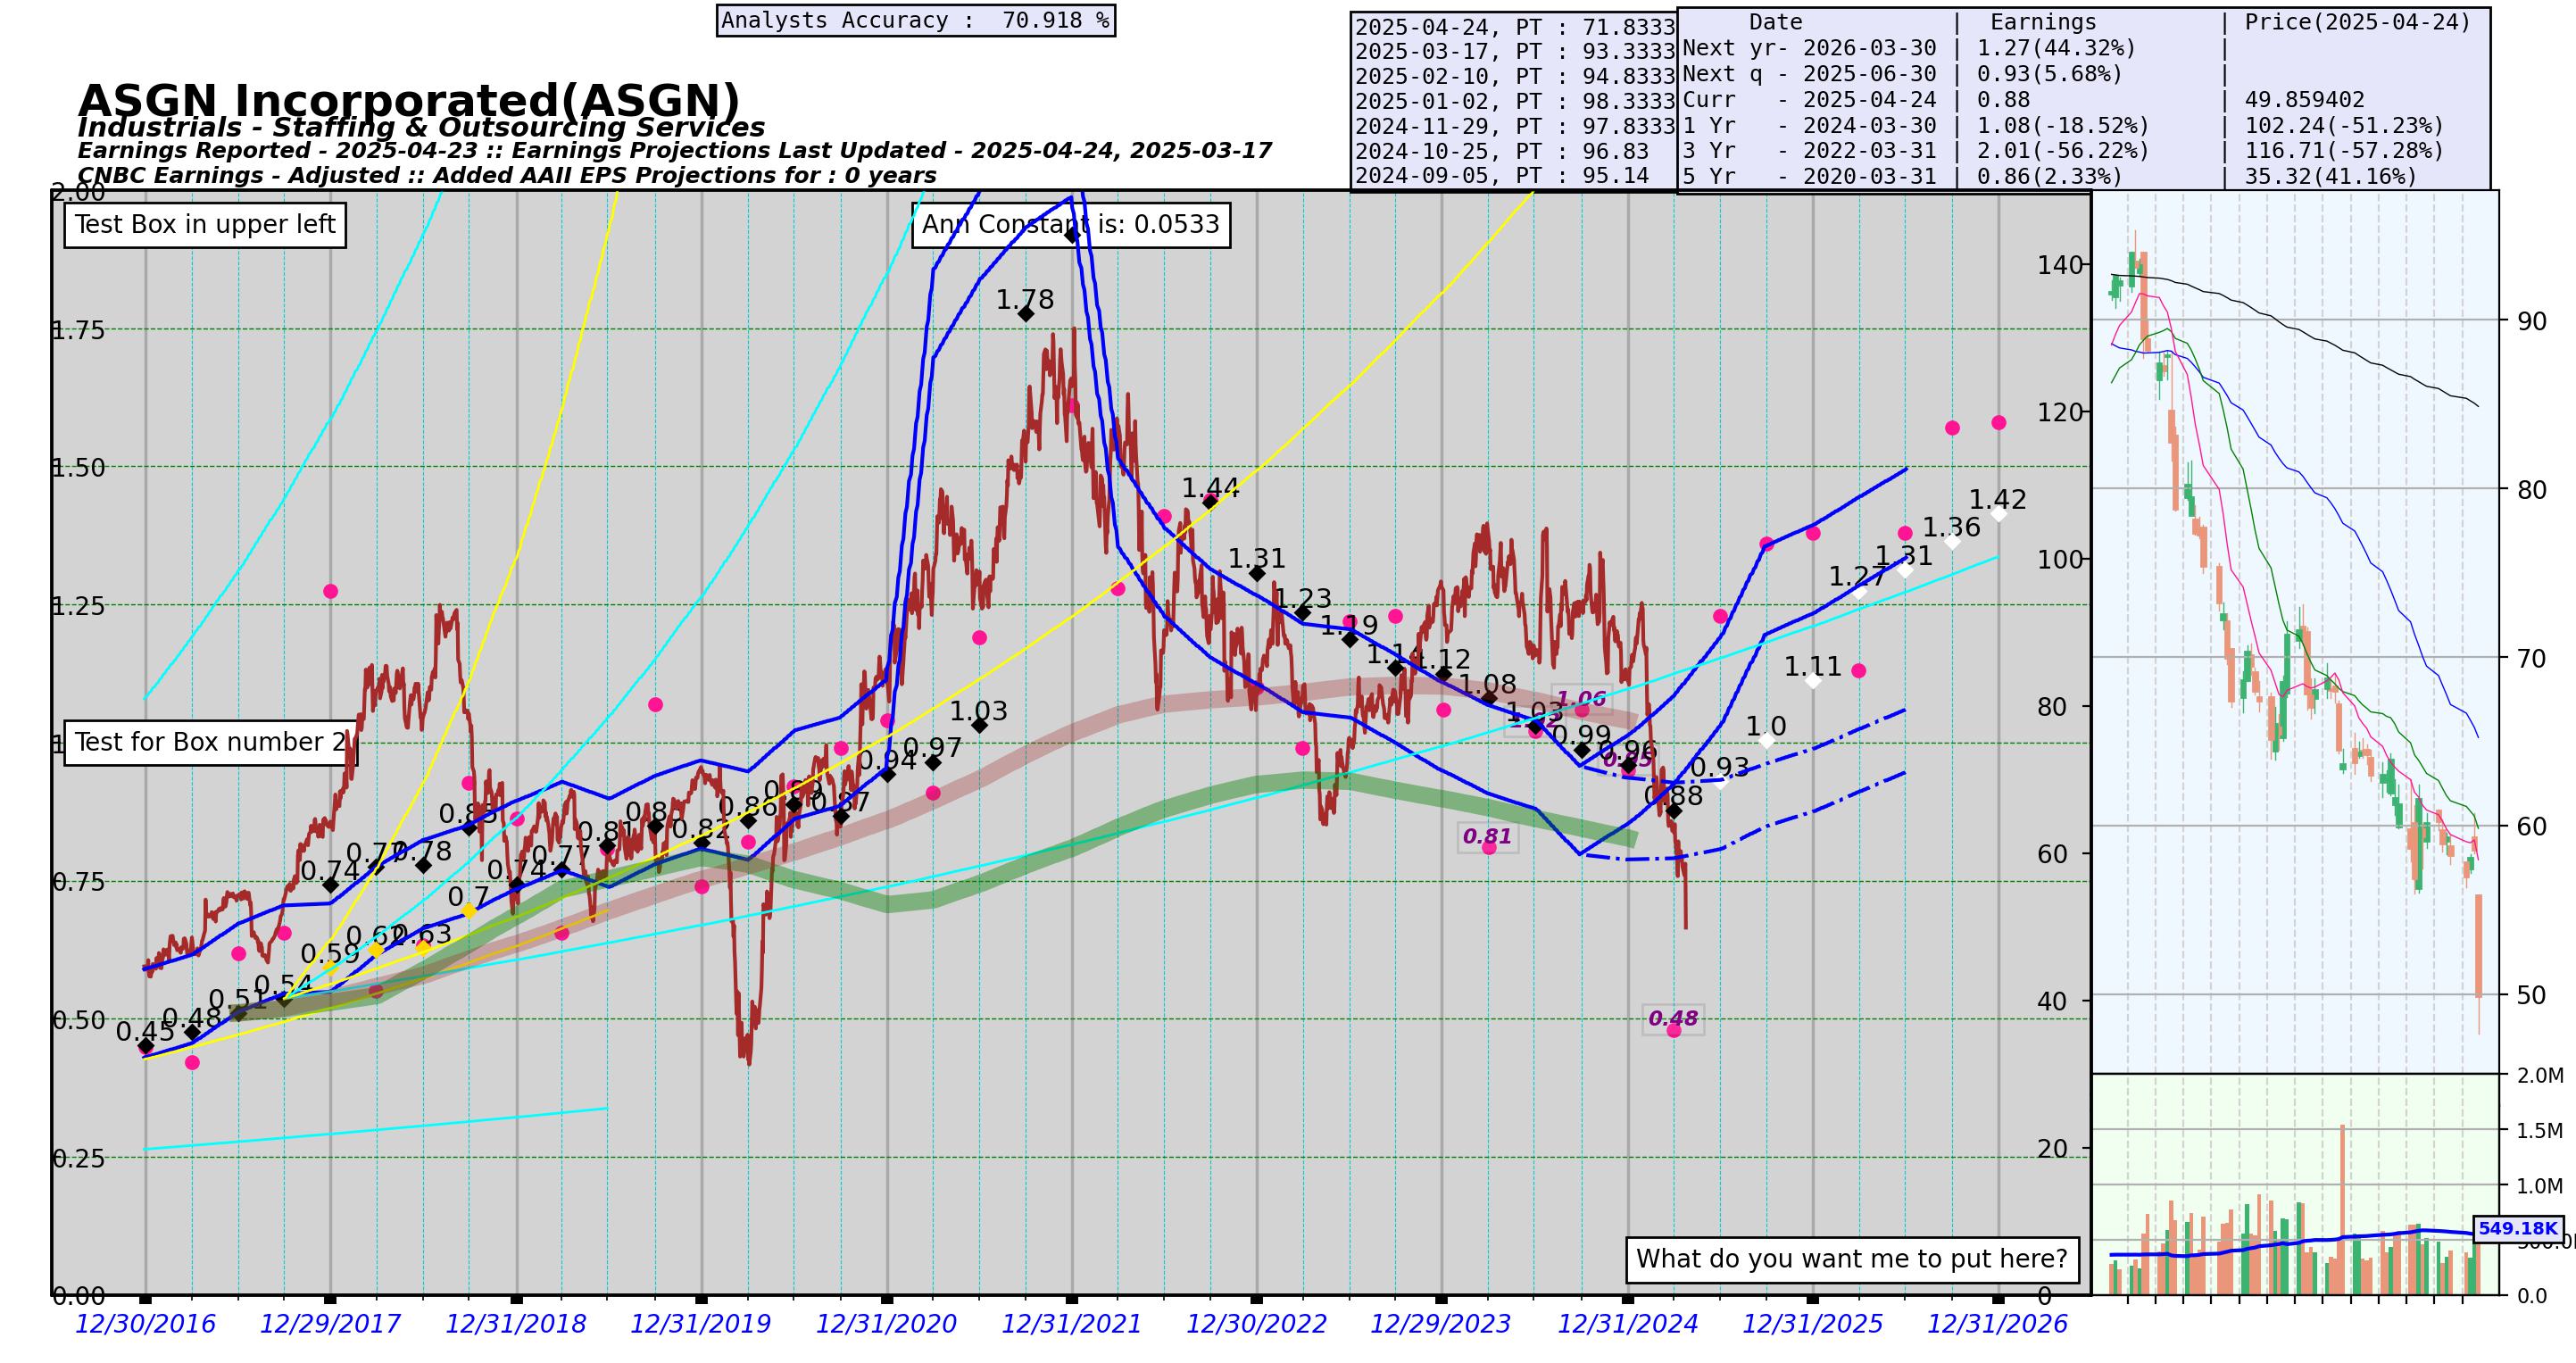 Analysts Accuracy :  70.918 %
2025-04-24, PT : 71.8333
2025-03-17, PT : 93.3333
2025-02-10, PT : 94.8333
2025-01-02, PT : 98.3333
2024-11-29, PT : 97.8333
2024-10-25, PT : 96.83
2024-09-05, PT : 95.14
Date | Earnings | Price(2025-04-24)
Next yr- 2026-03-30 | 1.27(44.32%) |
Next q - 2025-06-30 | 0.93(5.68%) |
Curr - 2025-04-24 | 0.88 | 49.859402
1 Yr - 2024-03-30 | 1.08(-18.52%) | 102.24(-51.23%)
3 Yr - 2022-03-31 | 2.01(-56.22%) | 116.71(-57.28%)
5 Yr - 2020-03-31 | 0.86(2.33%) | 35.32(41.16%)
ASGN Incorporated(ASGN)
Industrials - Staffing & Outsourcing Services
Earnings Reported - 2025-04-23 :: Earnings Projections Last Updated - 2025-04-24, 2025-03-17
CNBC Earnings - Adjusted :: Added AAII EPS Projections for : 0 years
Test Box in upper left
Ann Constant is: 0.0533
Test for Box number 2
What do you want me to put here?
2.00
1.75
1.50
1.25
0.75
0.50
0.25
0.00
0.45
0.48
0.51
0.54
0.59
0.62
0.63
0.7
0.74
0.77
0.78
0.85
0.74
0.77
0.81
0.82
0.86
0.89
0.87
0.94
0.97
1.03
1.78
1.44
1.31
1.23
1.19
1.14
1.12
1.08
1.03
0.99
0.96
0.88
0.93
1.0
1.11
1.27
1.31
1.36
1.42
0.81
1.06
0.48
140
120
100
80
60
40
20
0
90
80
70
60
50
2.0M
1.5M
1.0M
549.18K
0.0
12/30/2016
12/29/2017
12/31/2018
12/31/2019
12/31/2020
12/31/2021
12/30/2022
12/29/2023
12/31/2024
12/31/2025
12/31/2026